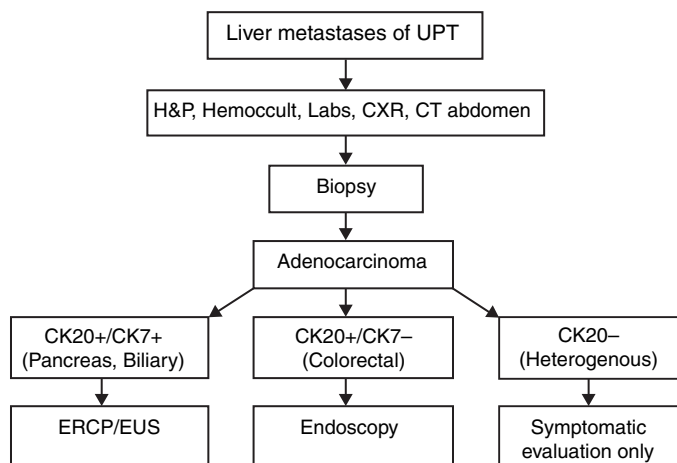 Liver metastases of UPT
H&P, Hemoccult, Labs, CXR, CT abdomen
Biopsy
Adenocarcinoma
CK20+/CK7+
(Pancreas, Biliary)
CK20+/CK7–
(Colorectal)
CK20–
(Heterogenous)
ERCP/EUS
Endoscopy
Symptomatic
evaluation only